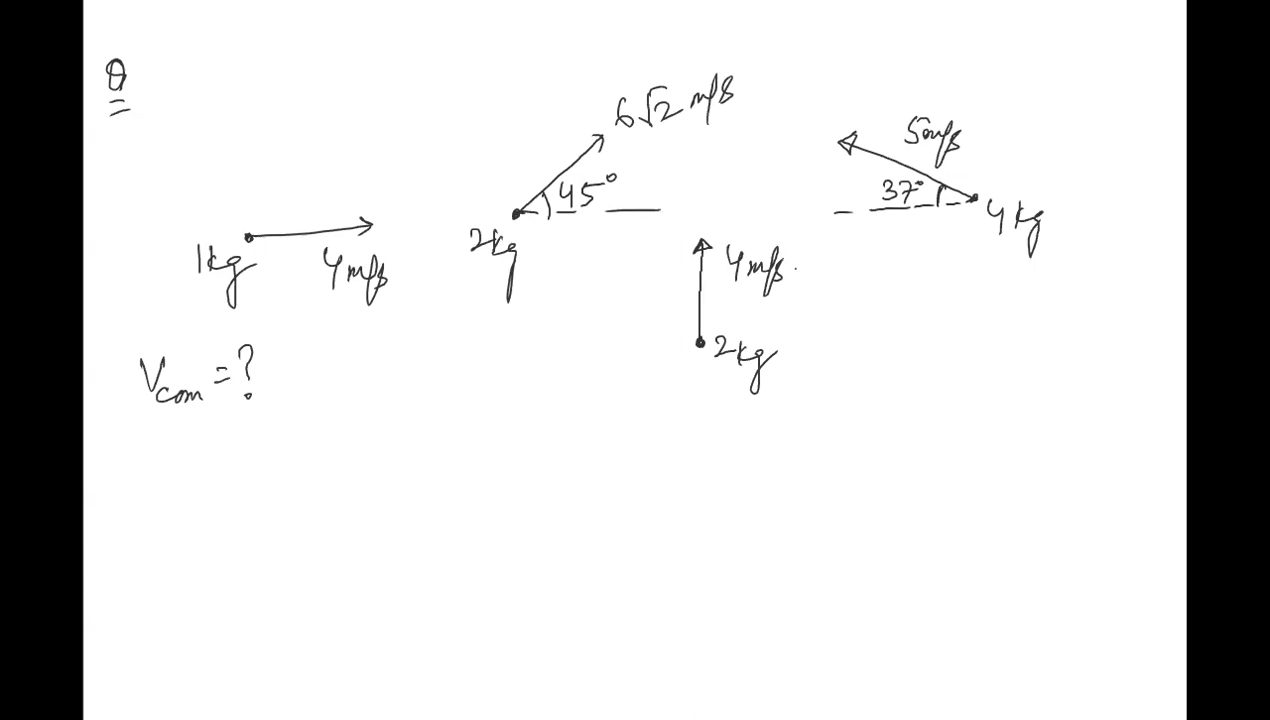 Q
6√2 m/s
5m/s
45°
37°
4kg
1kg
4m/s
2kg
4m/s
2kg
Vcom = ?